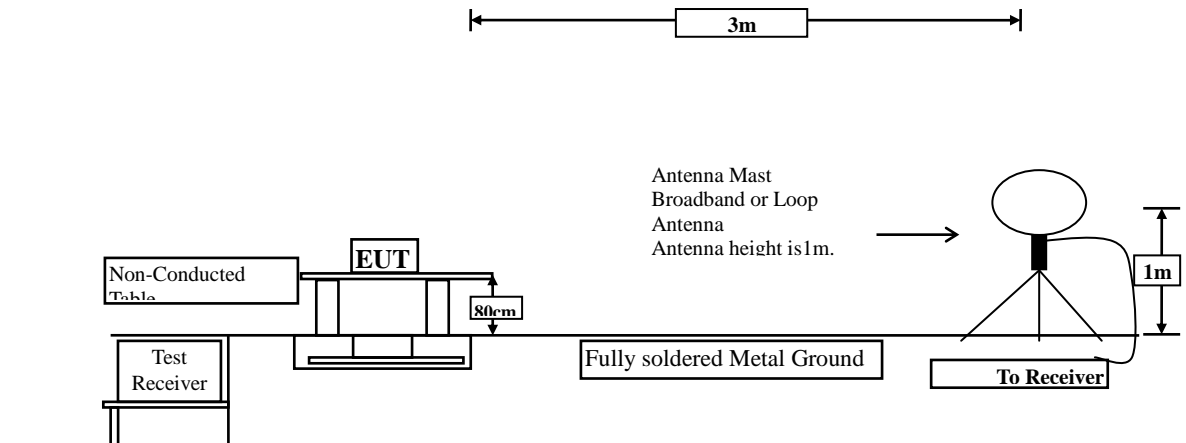 3m
Antenna Mast
Broadband or Loop
Antenna
Antenna height is1m.
EUT
Non-Conducted
Table
80cm
1m
Test
Receiver
Fully soldered Metal Ground
To Receiver